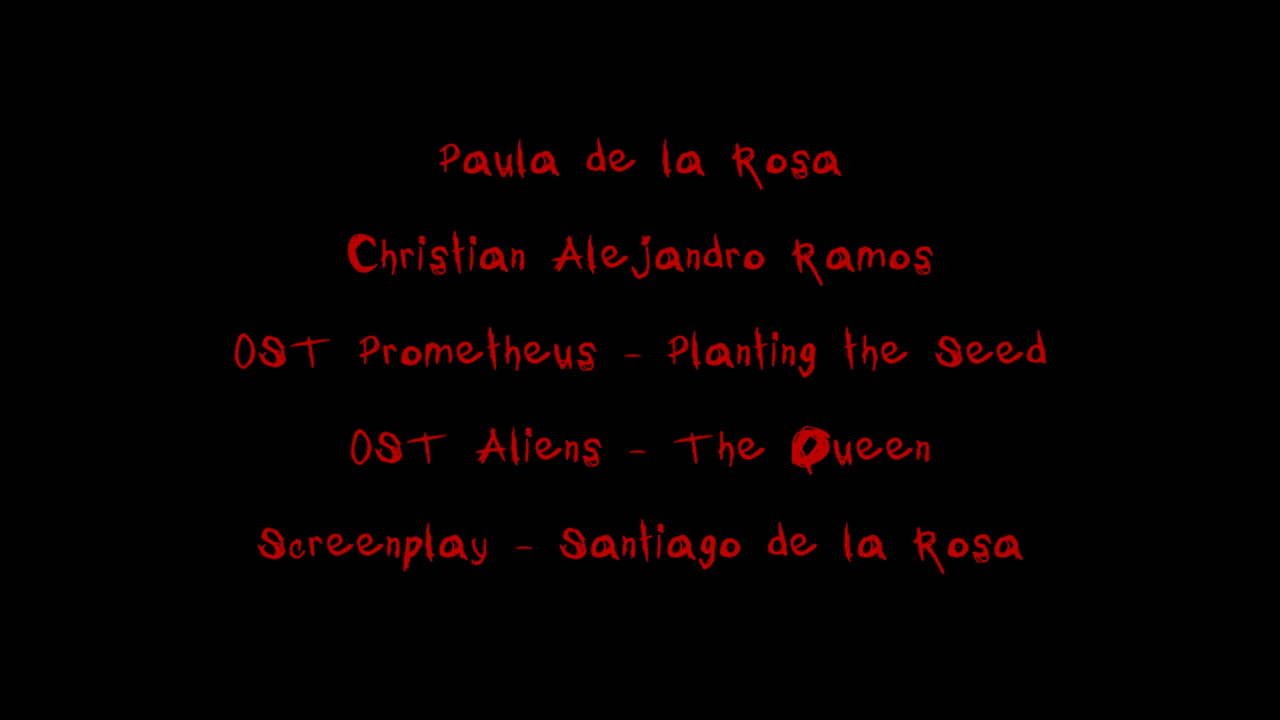 Paula de la Rosa
Christian Alejandro Ramos
OST Prometheus - Planting the Seed
OST Aliens - The Queen
Screenplay - Santiago de la Rosa